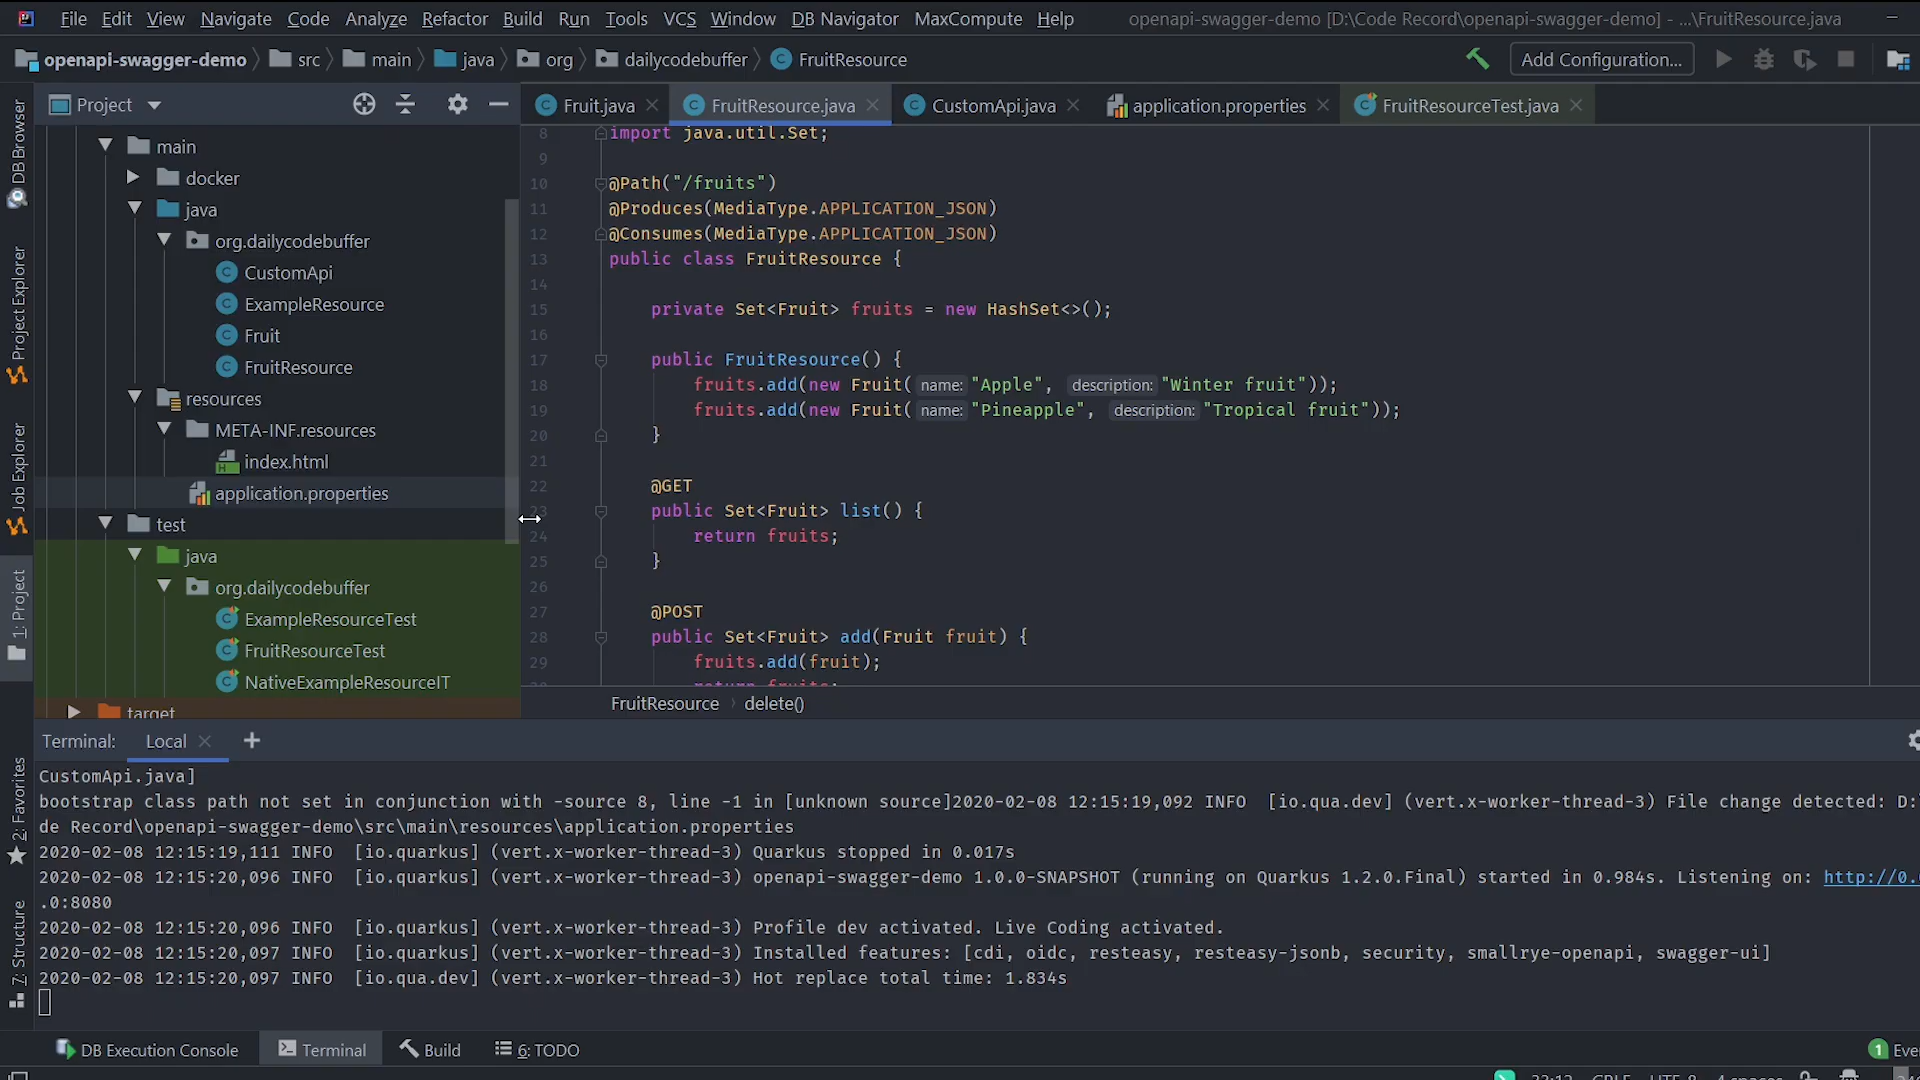 File Edit View Navigate Code Analyze Refactor Build Run Tools VCS Window DB Navigator MaxCompute Help openapi-swagger-demo [D:\Code Record\openapi-swagger-demo] - ...\FruitResource.java
openapi-swagger-demo src main java org dailycodebuffer FruitResource Add Configuration...
Project Fruit.java FruitResource.java CustomApi.java application.properties FruitResourceTest.java
DB Browser
Project Explorer
Job Explorer
1: Project
2: Favorites
7: Structure
main
docker
java
org.dailycodebuffer
CustomApi
ExampleResource
Fruit
FruitResource
resources
META-INF.resources
index.html
application.properties
test
java
org.dailycodebuffer
ExampleResourceTest
FruitResourceTest
NativeExampleResourceIT
target
8 import java.util.Set;
9
10 @Path("/fruits")
11 @Produces(MediaType.APPLICATION_JSON)
12 @Consumes(MediaType.APPLICATION_JSON)
13 public class FruitResource {
14
15 private Set<Fruit> fruits = new HashSet<>();
16
17 public FruitResource() {
18 fruits.add(new Fruit( name: "Apple", description: "Winter fruit"));
19 fruits.add(new Fruit( name: "Pineapple", description: "Tropical fruit"));
20 }
21
22 @GET
23 public Set<Fruit> list() {
24 return fruits;
25 }
26
27 @POST
28 public Set<Fruit> add(Fruit fruit) {
29 fruits.add(fruit);
return fruits;
FruitResource delete()
Terminal: Local +
CustomApi.java]
bootstrap class path not set in conjunction with -source 8, line -1 in [unknown source]2020-02-08 12:15:19,092 INFO [io.qua.dev] (vert.x-worker-thread-3) File change detected: D:
de Record\openapi-swagger-demo\src\main\resources\application.properties
2020-02-08 12:15:19,111 INFO [io.quarkus] (vert.x-worker-thread-3) Quarkus stopped in 0.017s
2020-02-08 12:15:20,096 INFO [io.quarkus] (vert.x-worker-thread-3) openapi-swagger-demo 1.0.0-SNAPSHOT (running on Quarkus 1.2.0.Final) started in 0.984s. Listening on: http://0.
.0:8080
2020-02-08 12:15:20,096 INFO [io.quarkus] (vert.x-worker-thread-3) Profile dev activated. Live Coding activated.
2020-02-08 12:15:20,097 INFO [io.quarkus] (vert.x-worker-thread-3) Installed features: [cdi, oidc, resteasy, resteasy-jsonb, security, smallrye-openapi, swagger-ui]
2020-02-08 12:15:20,097 INFO [io.qua.dev] (vert.x-worker-thread-3) Hot replace total time: 1.834s
DB Execution Console Terminal Build 6: TODO 1 Eve
33:12 CRLF UTF-8 4 spaces